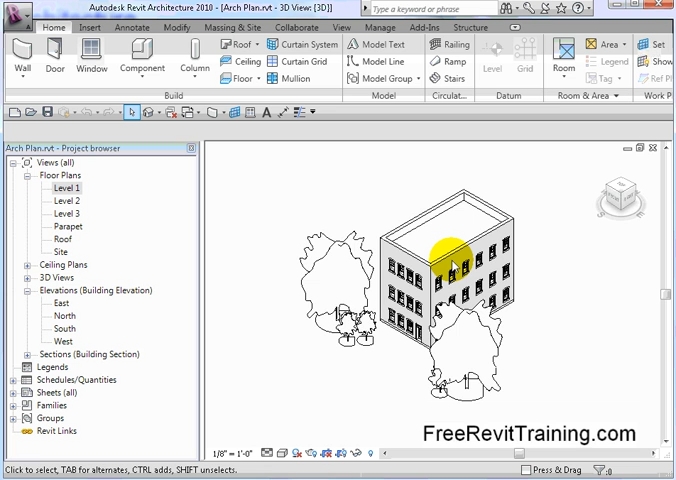 Autodesk Revit Architecture 2010 - [Arch Plan.rvt - 3D View: {3D}]
Type a keyword or phrase
Home Insert Annotate Modify Massing & Site Collaborate View Manage Add-Ins Structure
Wall Door Window Component Column
Roof Curtain System
Ceiling Curtain Grid
Floor Mullion
Model Text
Model Line
Model Group
Railing
Ramp
Stairs
Level Grid
Room
Area
Legend
Tag
Set
Show
Ref Pl
Build Model Circulat... Datum Room & Area Work P
Arch Plan.rvt - Project browser
Views (all)
Floor Plans
Level 1
Level 2
Level 3
Parapet
Roof
Site
Ceiling Plans
3D Views
Elevations (Building Elevation)
East
North
South
West
Sections (Building Section)
Legends
Schedules/Quantities
Sheets (all)
Families
Groups
Revit Links
FreeRevitTraining.com
1/8" = 1'-0"
Click to select, TAB for alternates, CTRL adds, SHIFT unselects.
Press & Drag
:0